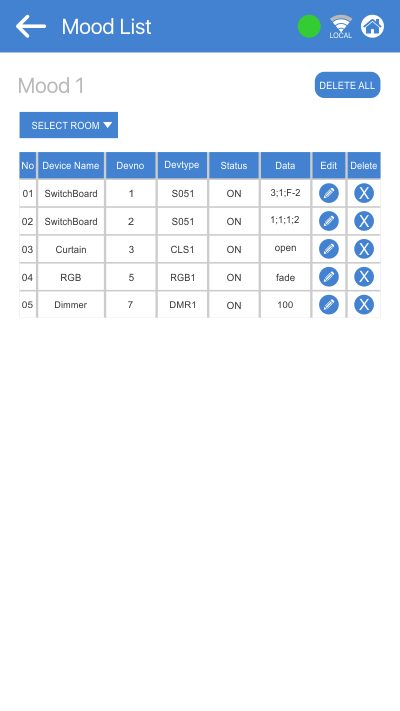 Mood List
LOCAL
Mood 1
DELETE ALL
SELECT ROOM
No Device Name Devno Devtype Status Data Edit Delete
01 SwitchBoard 1 S051 ON 3;1;F-2 X
02 SwitchBoard 2 S051 ON 1;1;1;2 X
03 Curtain 3 CLS1 ON open X
04 RGB 5 RGB1 ON fade X
05 Dimmer 7 DMR1 ON 100 X